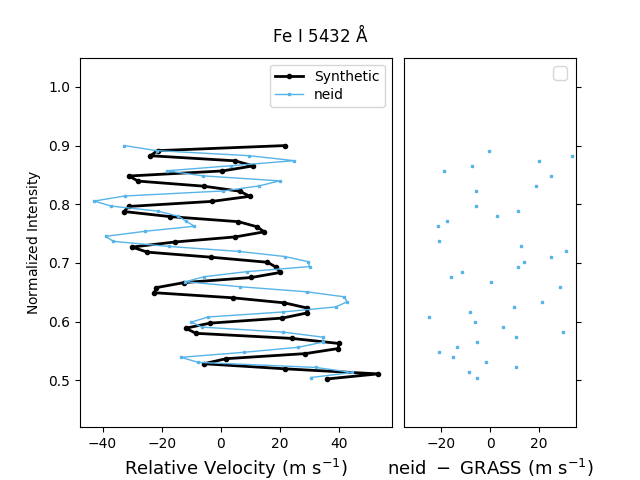 Fe I 5432 Å
Synthetic
neid
1.0
0.9
0.8
0.7
0.6
0.5
Normalized Intensity
−40 −20 0 20 40
−20 0 20
Relative Velocity (m s⁻¹)
neid − GRASS (m s⁻¹)